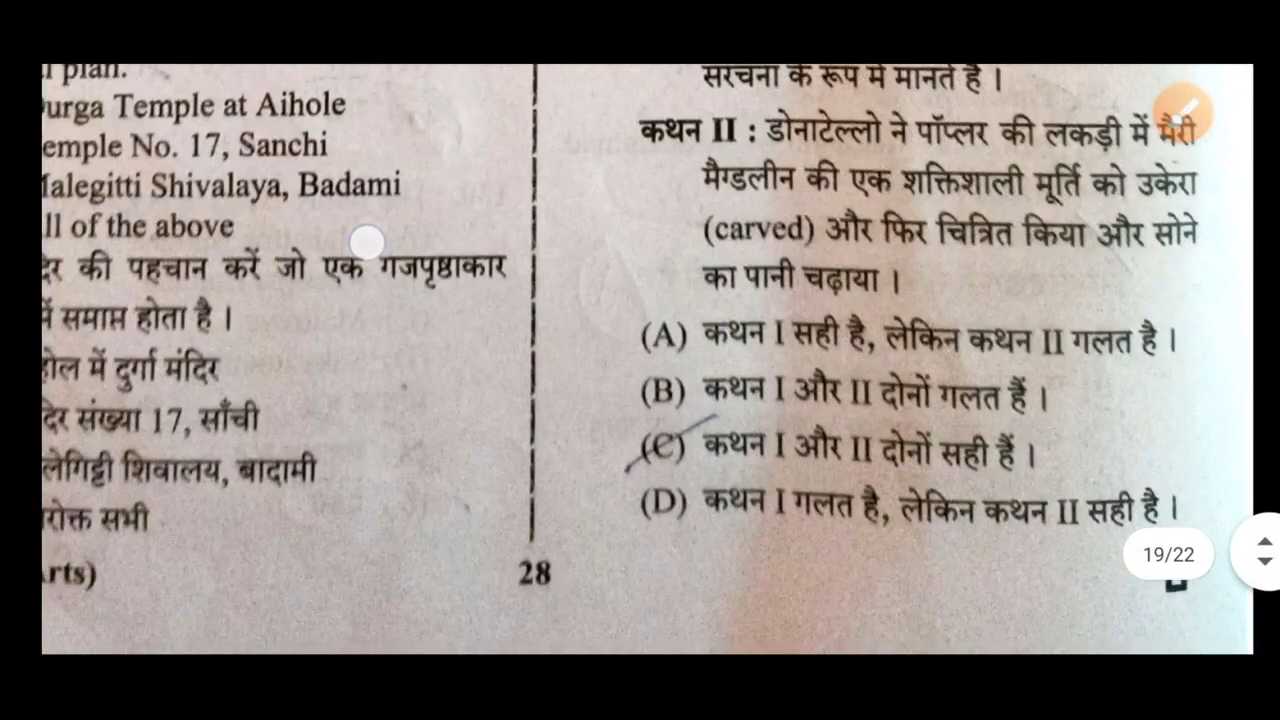 l plan.
urga Temple at Aihole
emple No. 17, Sanchi
alegitti Shivalaya, Badami
ll of the above
की पहचान करें जो एक गजपृष्ठाकार
में समाप्त होता है ।
होल में दुर्गा मंदिर
दिर संख्या 17, साँची
लेगिट्टी शिवालय, बादामी
रोक्त सभी
rts)
28
संरचना के रूप में मानते हैं ।
कथन II : डोनाटेल्लो ने पॉप्लर की लकड़ी में मैरी
मैग्डलीन की एक शक्तिशाली मूर्ति को उकेरा
(carved) और फिर चित्रित किया और सोने
का पानी चढ़ाया ।
(A) कथन I सही है, लेकिन कथन II गलत है ।
(B) कथन I और II दोनों गलत हैं ।
(C) कथन I और II दोनों सही हैं ।
(D) कथन I गलत है, लेकिन कथन II सही है ।
19/22